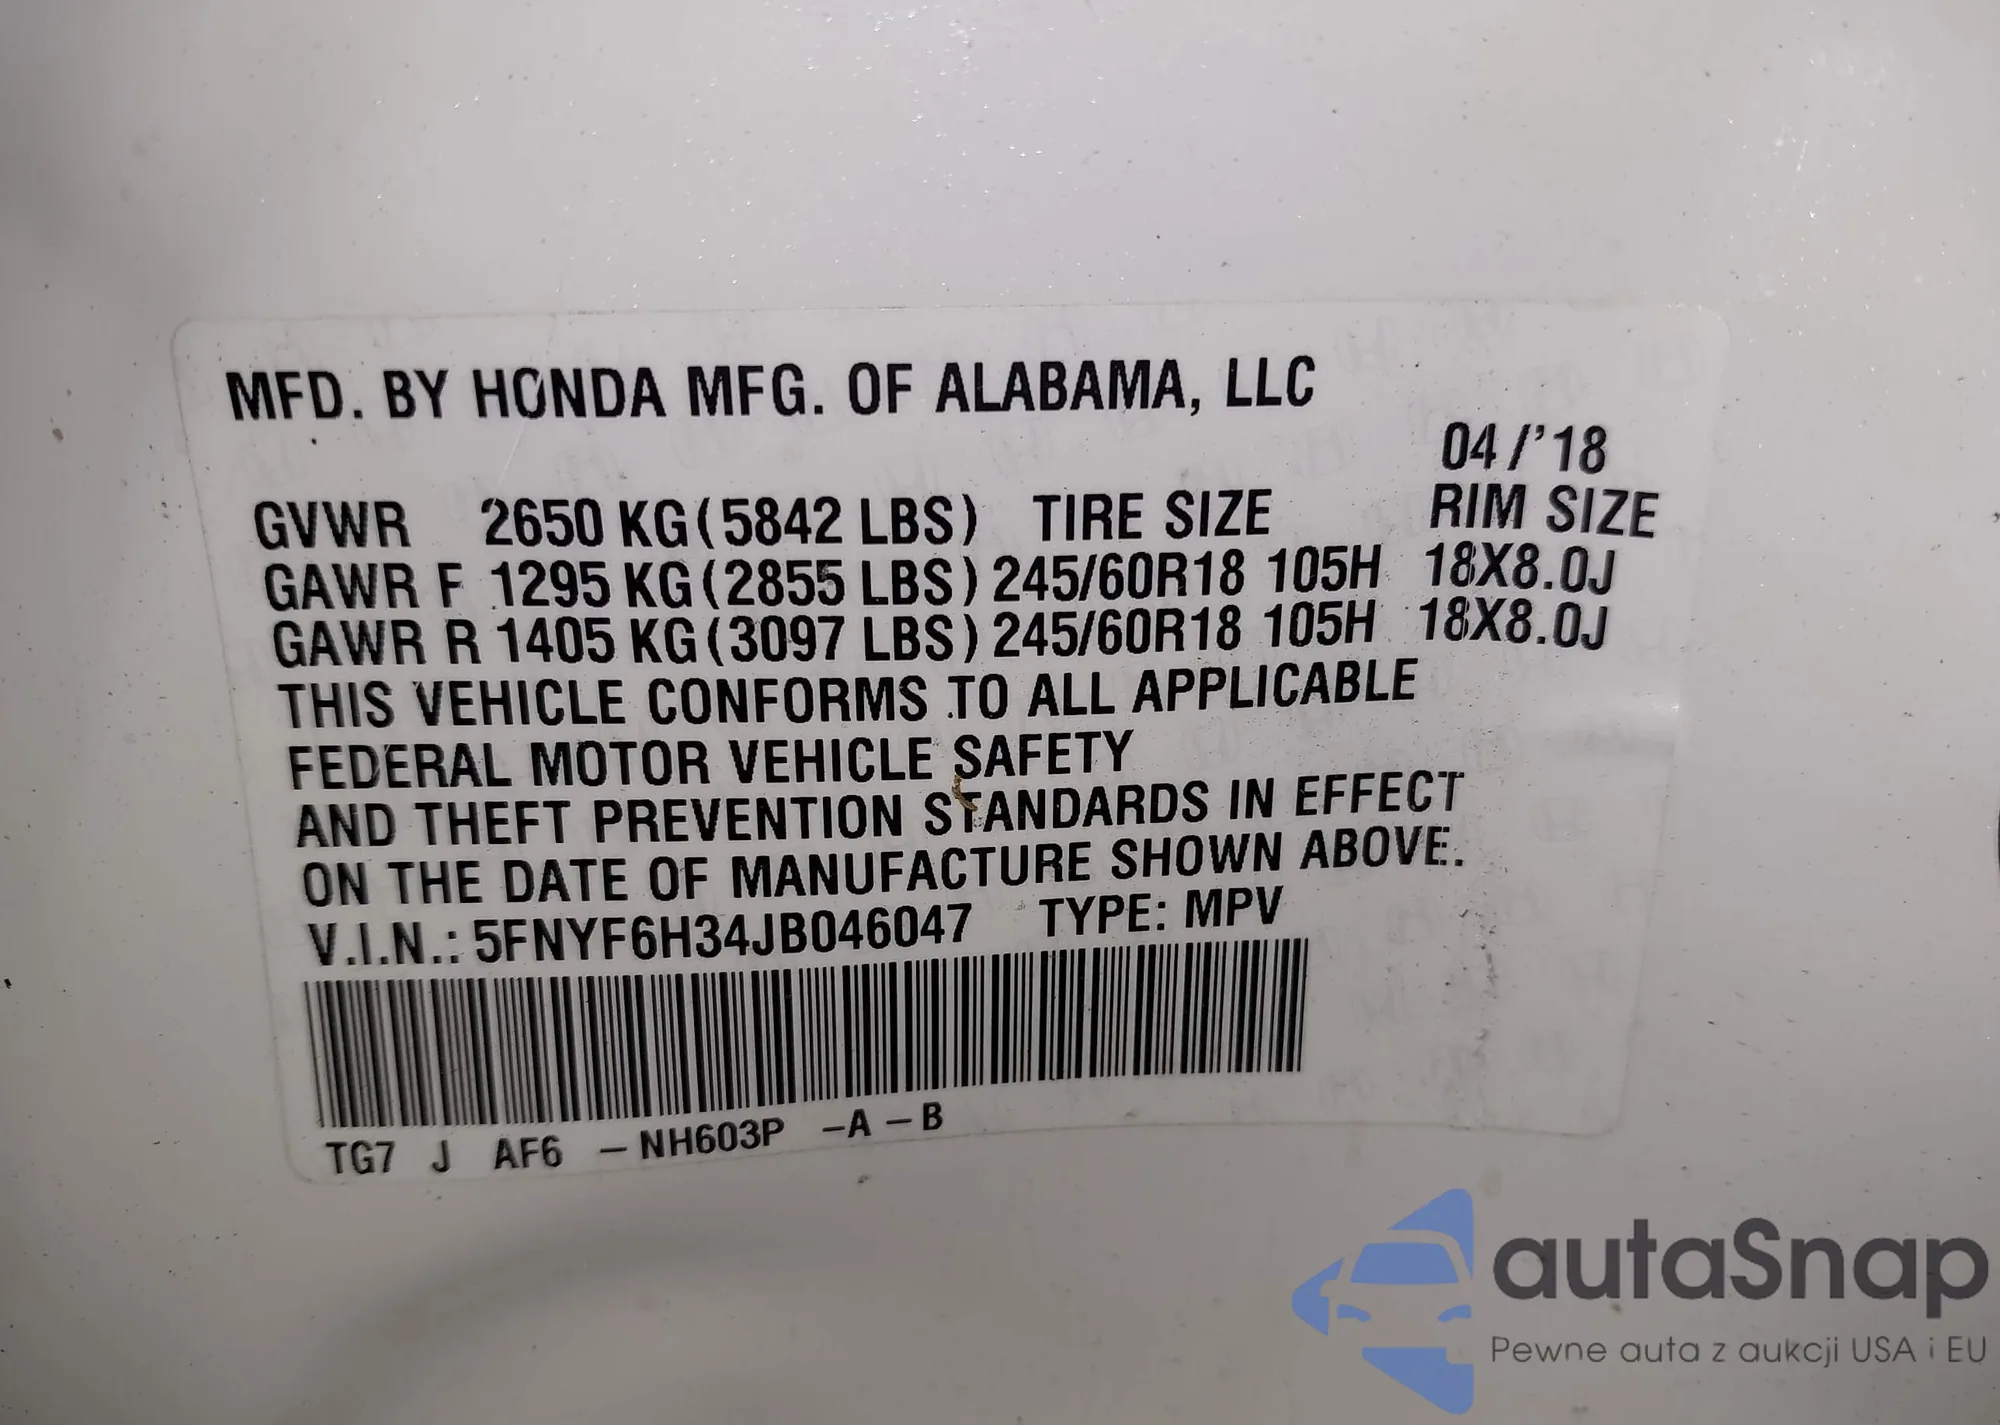 MFD. BY HONDA MFG. OF ALABAMA, LLC
04/'18
GVWR 2650 KG(5842 LBS) TIRE SIZE RIM SIZE
GAWR F 1295 KG(2855 LBS) 245/60R18 105H 18X8.0J
GAWR R 1405 KG(3097 LBS) 245/60R18 105H 18X8.0J
THIS VEHICLE CONFORMS TO ALL APPLICABLE
FEDERAL MOTOR VEHICLE SAFETY
AND THEFT PREVENTION STANDARDS IN EFFECT
ON THE DATE OF MANUFACTURE SHOWN ABOVE.
V.I.N.: 5FNYF6H34JB046047 TYPE: MPV
TG7 J AF6 – NH603P –A – B
autaSnap
Pewne auta z aukcji USA i EU